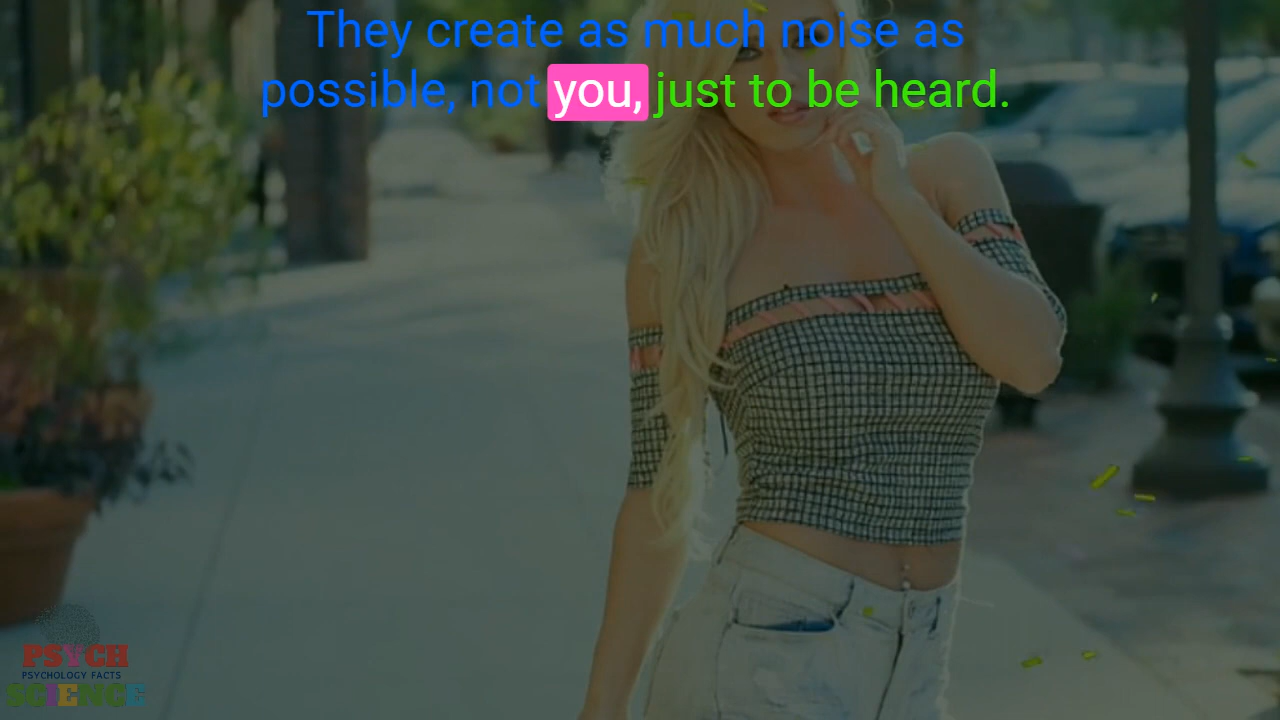 They create as much noise as
possible, not you, just to be heard.
PSYCH
PSYCHOLOGY FACTS
SCIENCE